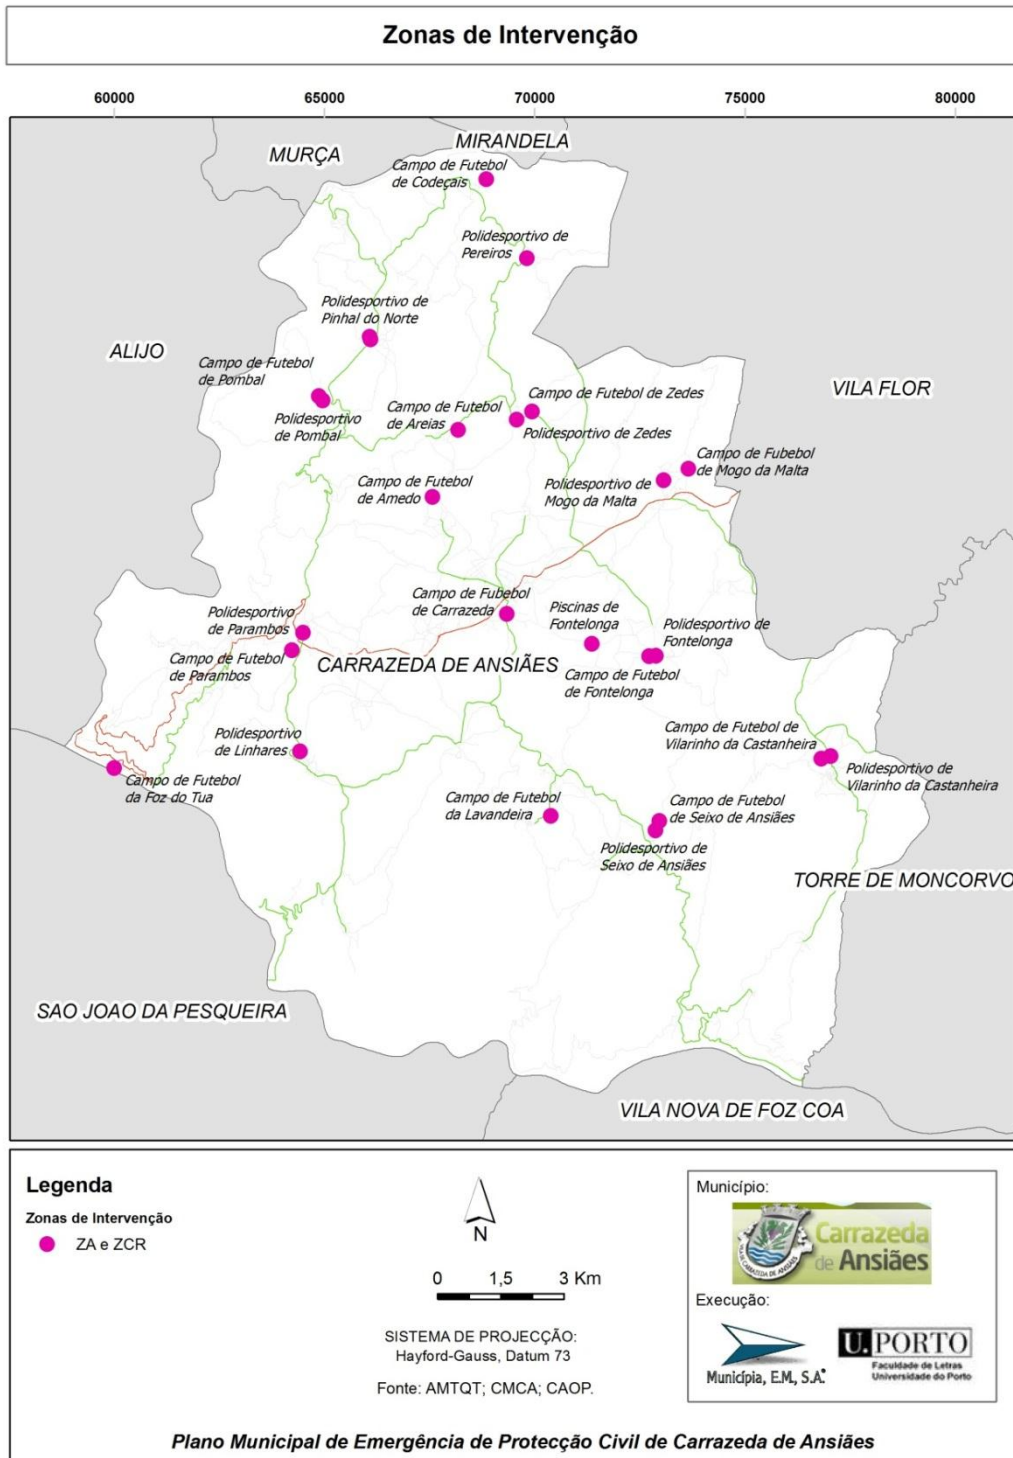 Zonas de Intervenção
60000 65000 70000 75000 80000
MIRANDELA
MURÇA
Campo de Futebol
de Codeçais
Polidesportivo de
Pereiros
Polidesportivo de
Pinhal do Norte
ALIJO
Campo de Futebol
de Pombal
VILA FLOR
Campo de Futebol de Zedes
Campo de Futebol
de Areias
Polidesportivo
de Pombal
Polidesportivo de Zedes
Campo de Fubebol
de Mogo da Malta
Campo de Futebol
de Amedo
Polidesportivo de
Mogo da Malta
Campo de Fubebol
de Carrazeda
Piscinas de
Fontelonga
Polidesportivo
de Parambos
Polidesportivo de
Fontelonga
Campo de Futebol
de Parambos
CARRAZEDA DE ANSIÃES
Campo de Futebol
de Fontelonga
Polidesportivo
de Linhares
Campo de Futebol de
Vilarinho da Castanheira
Polidesportivo de
Vilarinho da Castanheira
Campo de Futebol
da Foz do Tua
Campo de Futebol
da Lavandeira
Campo de Futebol
de Seixo de Ansiães
Polidesportivo de
Seixo de Ansiães
TORRE DE MONCORVO
SAO JOAO DA PESQUEIRA
VILA NOVA DE FOZ COA
Legenda
Zonas de Intervenção
ZA e ZCR
N
0 1,5 3 Km
SISTEMA DE PROJECÇÃO:
Hayford-Gauss, Datum 73
Fonte: AMTQT; CMCA; CAOP.
Município:
VILA DE CARRAZEDA DE ANSIÃES
Carrazeda
de Ansiães
Execução:
Municípia, E.M., S.A.
U.PORTO
Faculdade de Letras
Universidade do Porto
Plano Municipal de Emergência de Protecção Civil de Carrazeda de Ansiães